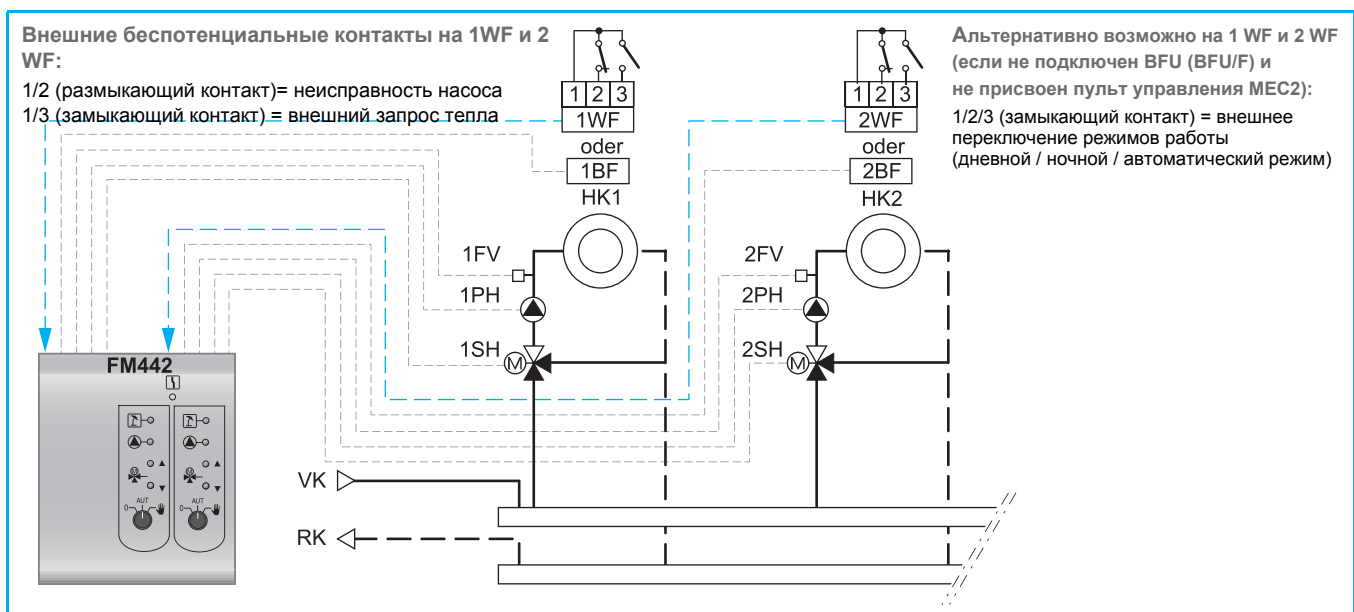 Внешние беспотенциальные контакты на 1WF и 2
WF:
1/2 (размыкающий контакт)= неисправность насоса
1/3 (замыкающий контакт) = внешний запрос тепла
1 2 3
1WF
oder
1BF
HK1
1FV
1PH
1SH
M
1 2 3
2WF
oder
2BF
HK2
2FV
2PH
2SH
M
Альтернативно возможно на 1 WF и 2 WF
(если не подключен BFU (BFU/F) и
не присвоен пульт управления MEC2):
1/2/3 (замыкающий контакт) = внешнее
переключение режимов работы
(дневной / ночной / автоматический режим)
FM442
AUT
0
AUT
0
VK
RK